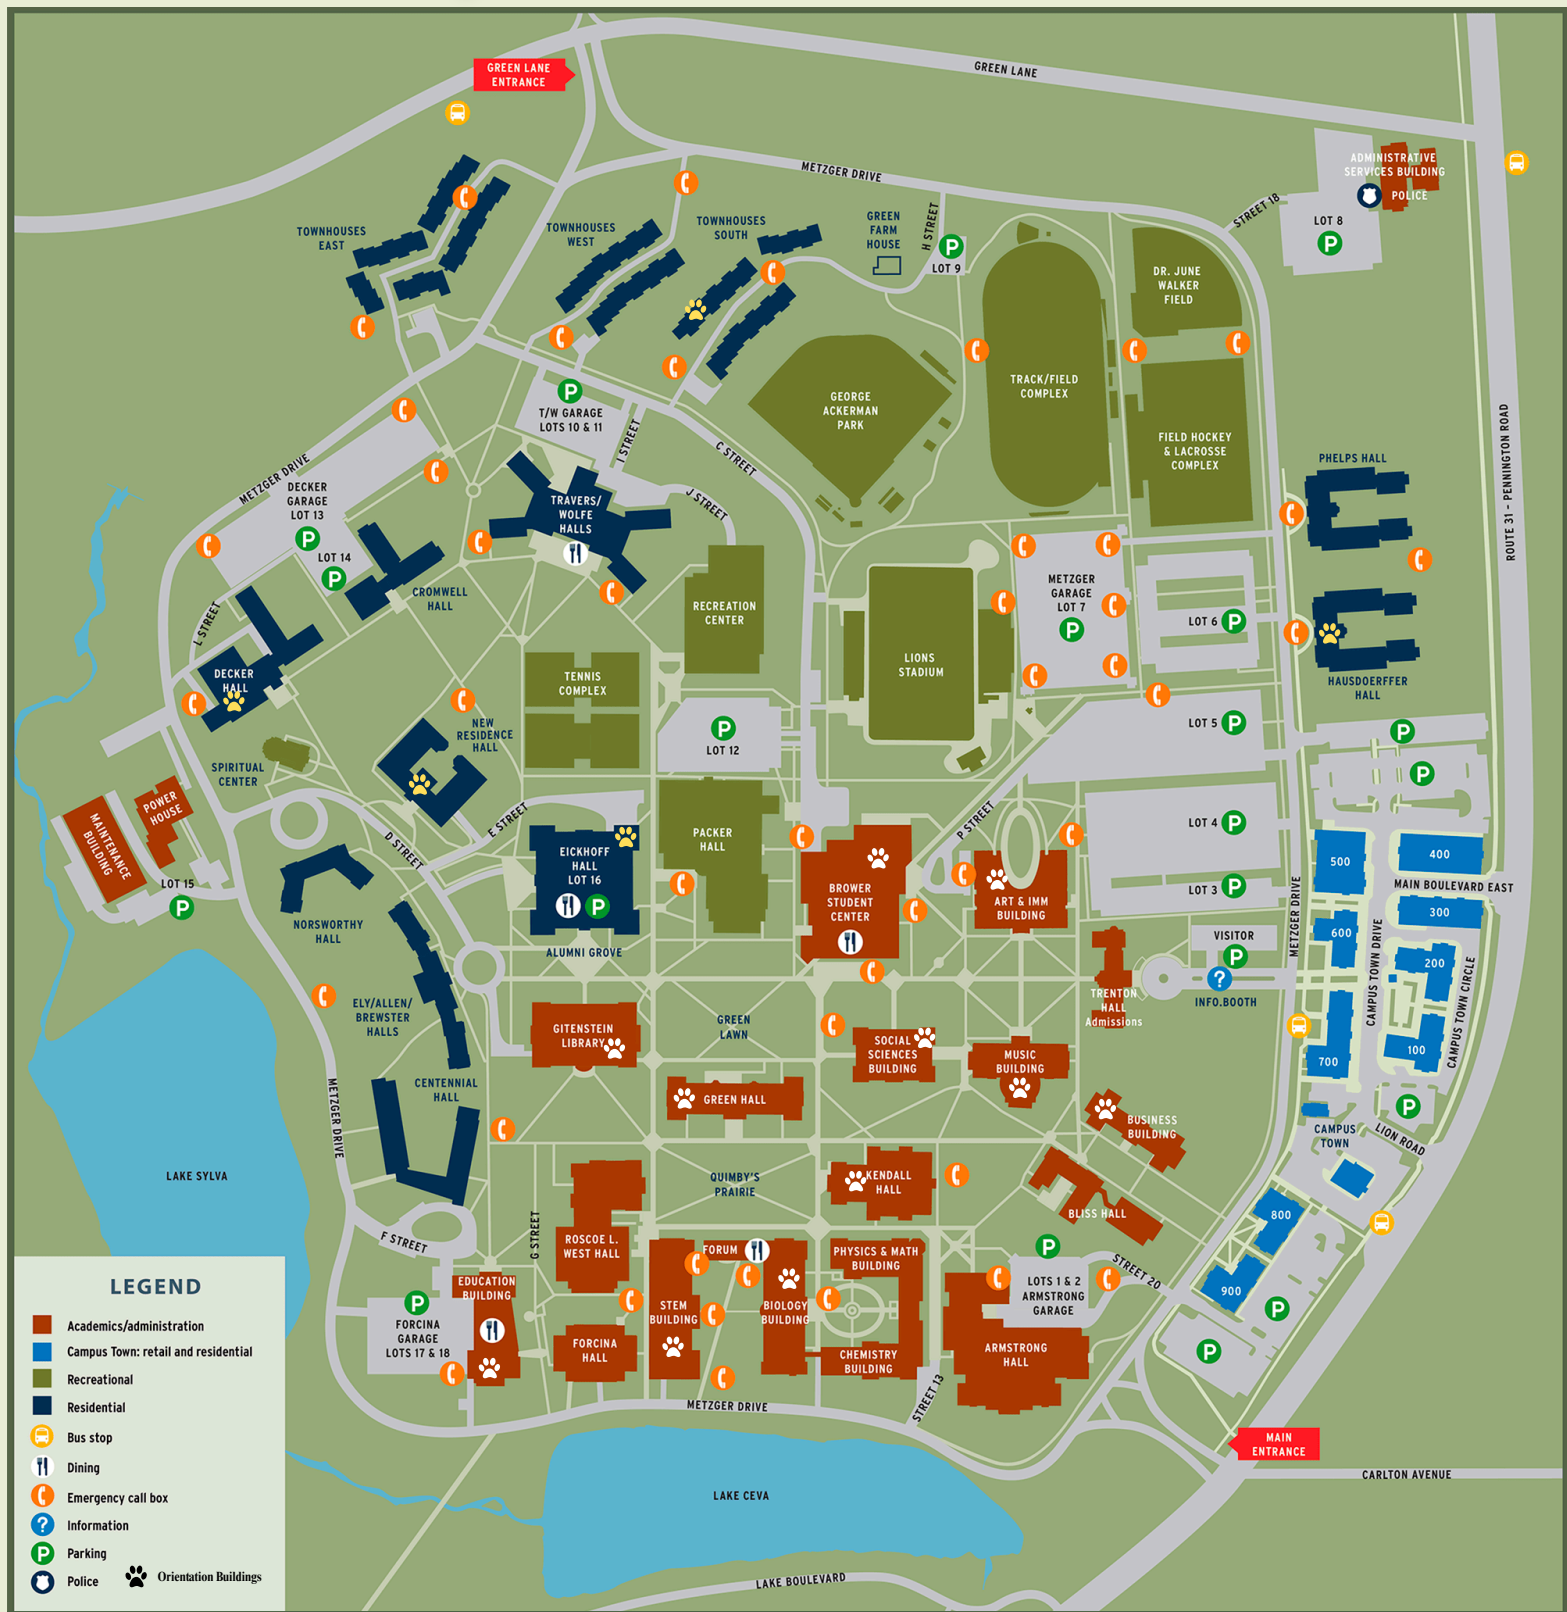 GREEN LANE
ENTRANCE
GREEN LANE
METZGER DRIVE
ADMINISTRATIVE
SERVICES BUILDING
POLICE
STREET 18
LOT 8
TOWNHOUSES
EAST
TOWNHOUSES
WEST
TOWNHOUSES
SOUTH
GREEN
FARM
HOUSE
H STREET
P
LOT 9
DR. JUNE
WALKER
FIELD
P
GEORGE
ACKERMAN
PARK
TRACK/FIELD
COMPLEX
FIELD HOCKEY
& LACROSSE
COMPLEX
P
T/W GARAGE
LOTS 10 & 11
I STREET
C STREET
J STREET
METZGER DRIVE
DECKER
GARAGE
LOT 13
P
LOT 14
P
TRAVERS/
WOLFE
HALLS
CROMWELL
HALL
L STREET
DECKER
HALL
RECREATION
CENTER
METZGER
GARAGE
LOT 7
P
LOT 6 P
PHELPS HALL
ROUTE 31 - PENNINGTON ROAD
HAUSDOERFFER
HALL
LIONS
STADIUM
TENNIS
COMPLEX
NEW
RESIDENCE
HALL
P
LOT 12
LOT 5 P
P
P
SPIRITUAL
CENTER
POWER
HOUSE
MAINTENANCE
BUILDING
LOT 15
P
D STREET
E STREET
EICKHOFF
HALL
LOT 16
P
PACKER
HALL
BROWER
STUDENT
CENTER
P STREET
ART & IMM
BUILDING
LOT 4 P
LOT 3 P
500
400
MAIN BOULEVARD EAST
300
600
200
METZGER DRIVE
CAMPUS TOWN DRIVE
CAMPUS TOWN CIRCLE
VISITOR
P
?
INFO.BOOTH
NORSWORTHY
HALL
ALUMNI GROVE
ELY/ALLEN/
BREWSTER
HALLS
GITENSTEIN
LIBRARY
GREEN
LAWN
SOCIAL
SCIENCES
BUILDING
TRENTON
HALL
Admissions
MUSIC
BUILDING
700
100
P
CAMPUS
TOWN
LION ROAD
CENTENNIAL
HALL
GREEN HALL
BUSINESS
BUILDING
METZGER DRIVE
LAKE SYLVA
QUIMBY'S
PRAIRIE
KENDALL
HALL
BLISS HALL
800
900
P
P
F STREET
G STREET
ROSCOE L.
WEST HALL
FORUM
PHYSICS & MATH
BUILDING
P
LOTS 1 & 2
ARMSTRONG
GARAGE
STREET 20
EDUCATION
BUILDING
P
FORCINA
GARAGE
LOTS 17 & 18
STEM
BUILDING
BIOLOGY
BUILDING
FORCINA
HALL
CHEMISTRY
BUILDING
ARMSTRONG
HALL
STREET 13
METZGER DRIVE
MAIN
ENTRANCE
CARLTON AVENUE
LAKE CEVA
LAKE BOULEVARD
LEGEND
Academics/administration
Campus Town: retail and residential
Recreational
Residential
Bus stop
Dining
Emergency call box
? Information
P Parking
Police
Orientation Buildings